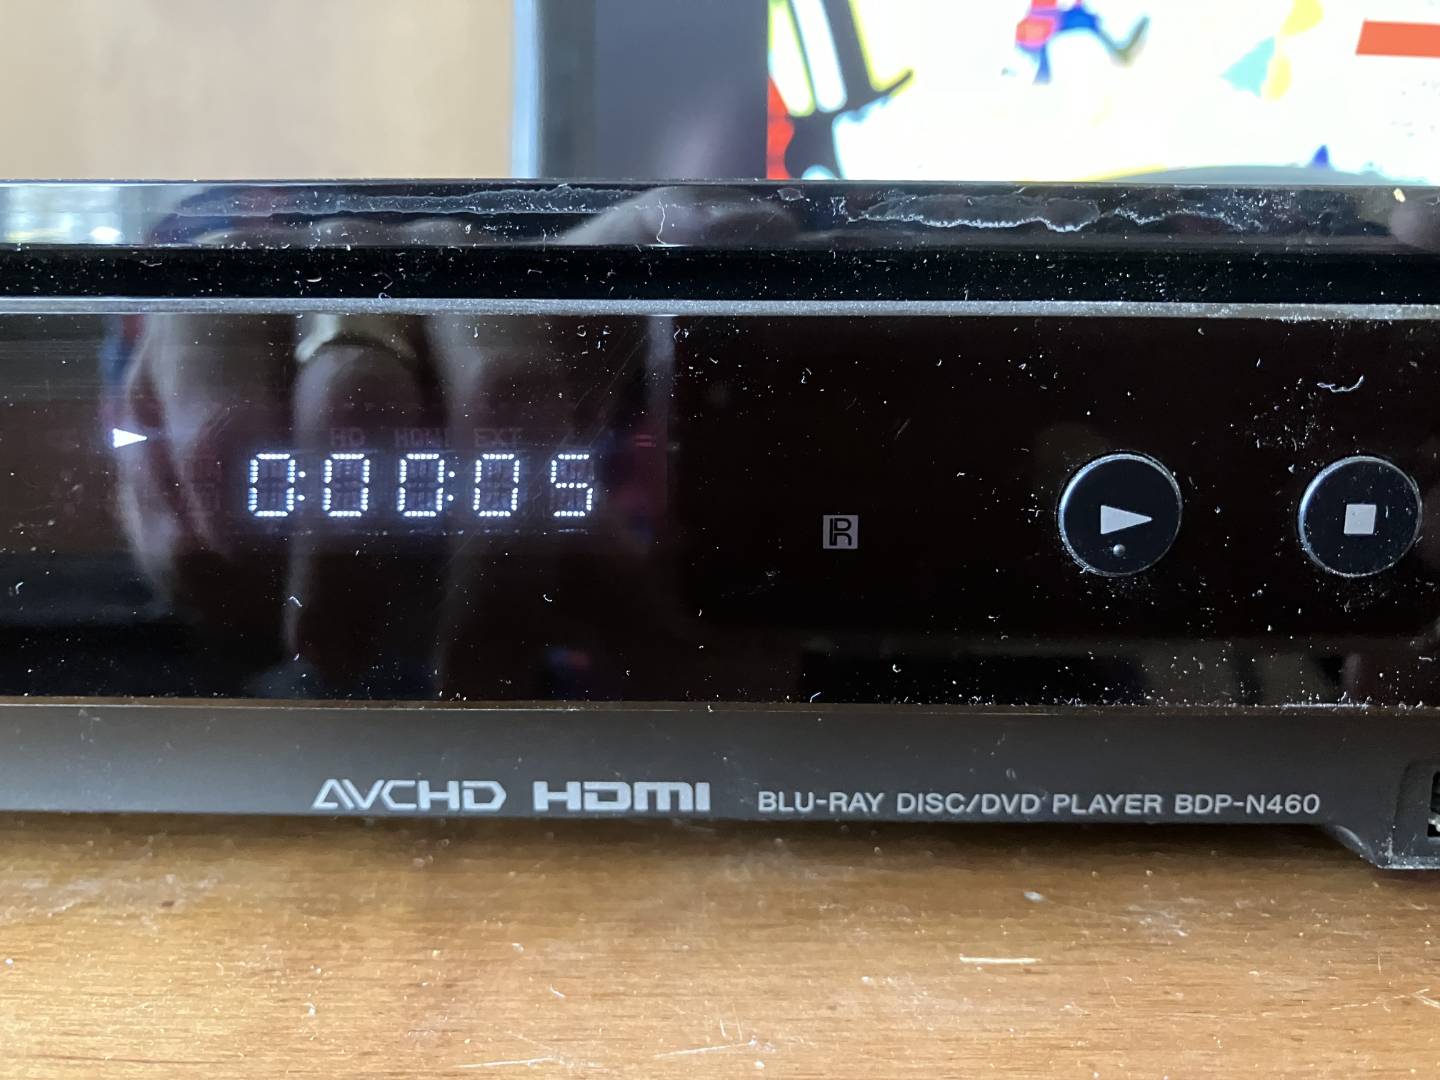 HD HDMI EXT
0:00:05
R
AVCHD HDMI BLU-RAY DISC/DVD PLAYER BDP-N460